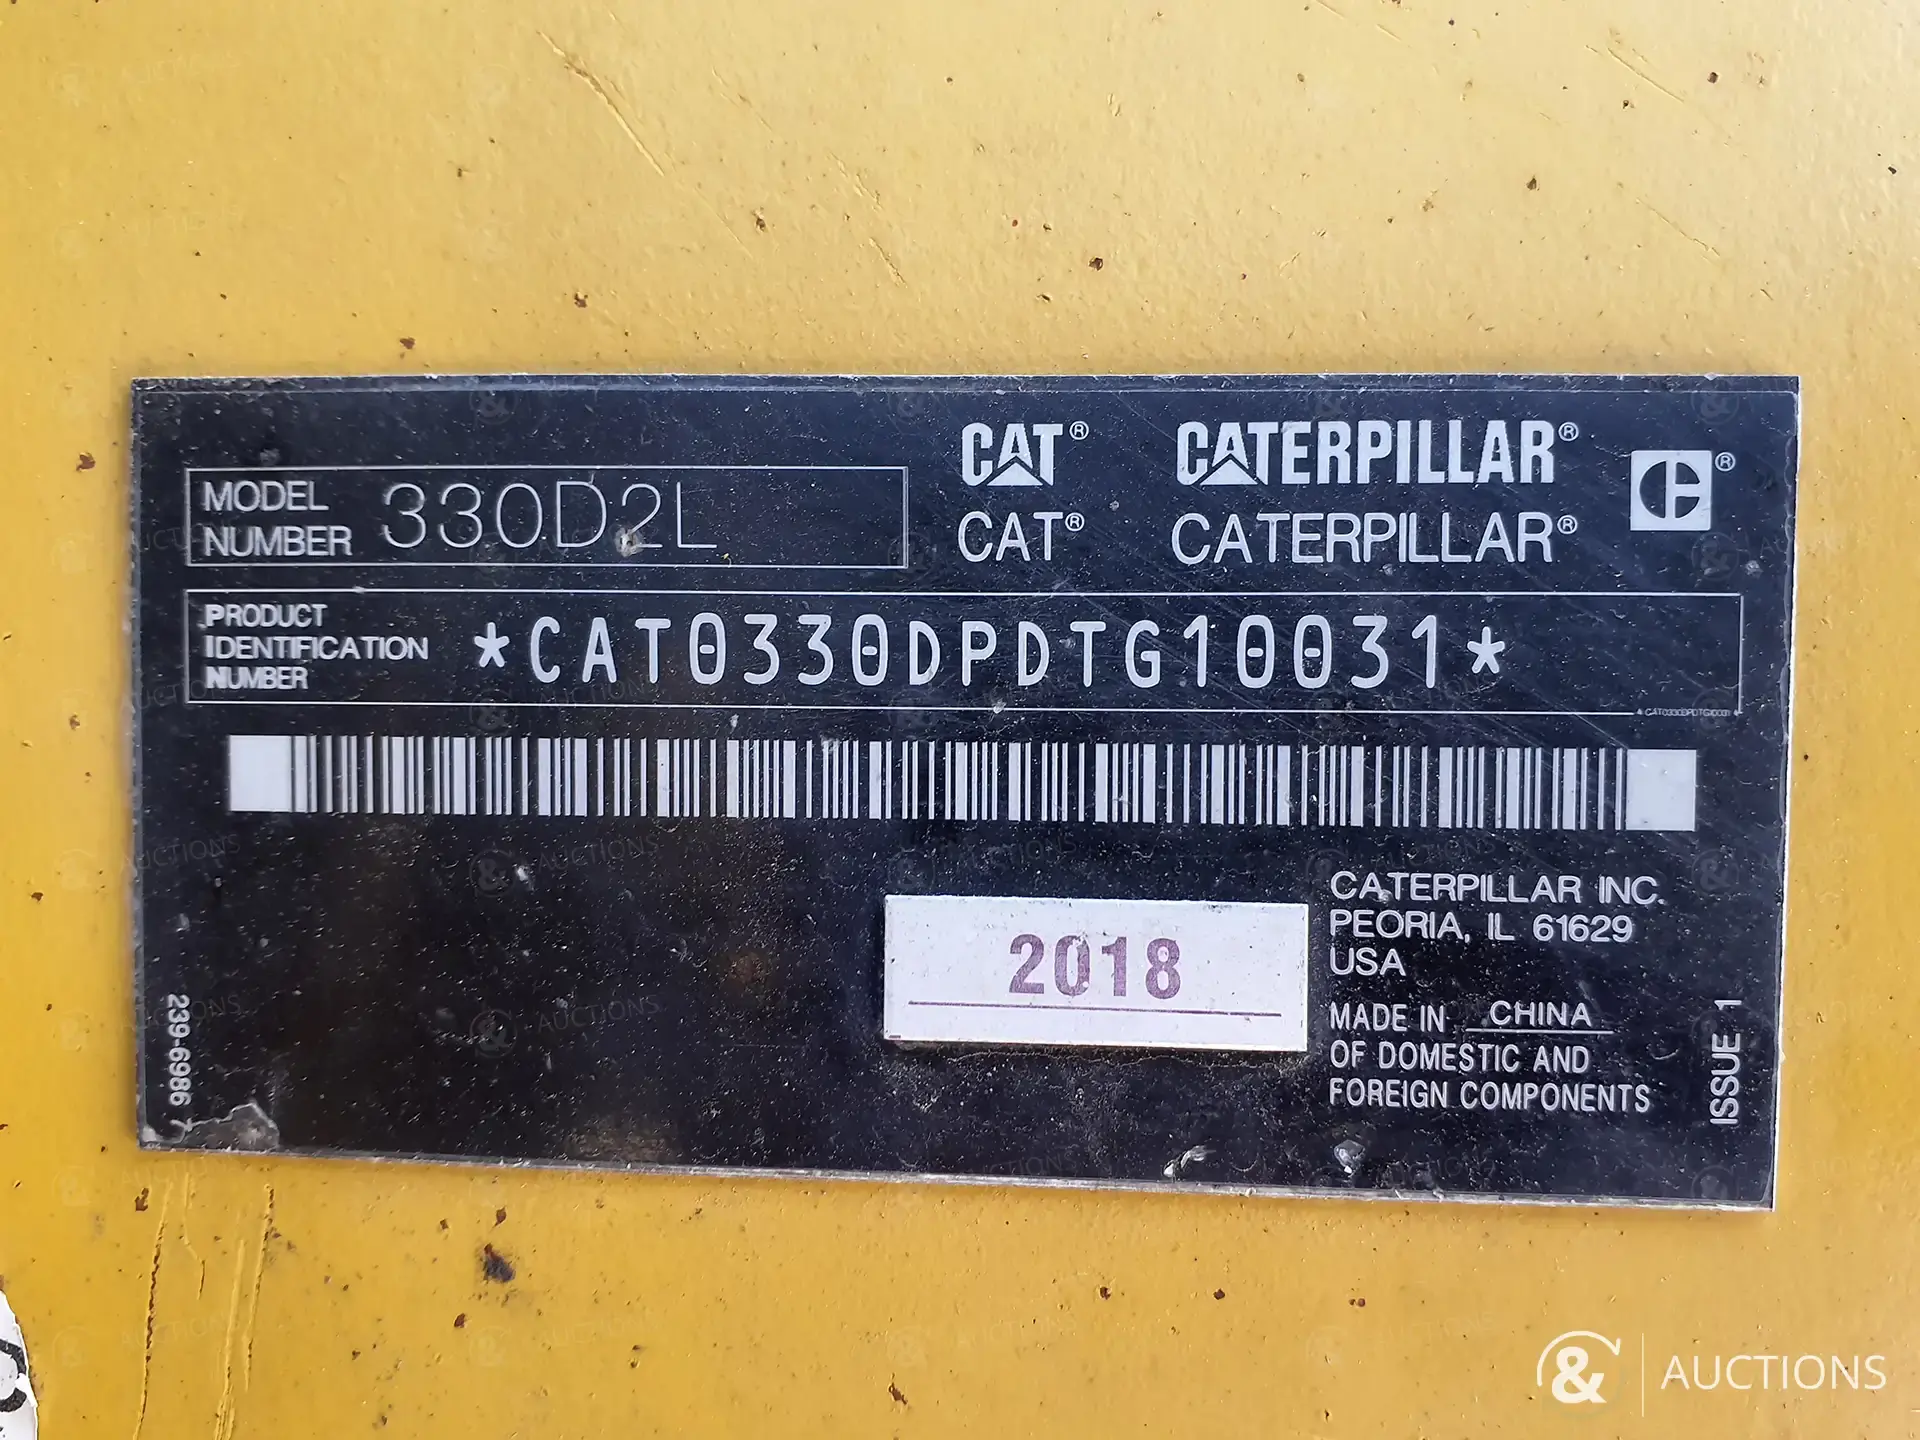 CAT® CATERPILLAR®
MODEL NUMBER 330D2L
CAT® CATERPILLAR®
PRODUCT
IDENTIFICATION
NUMBER
*CAT0330DPDTG10031*
*CAT0330DPDTG10031*
2018
CATERPILLAR INC.
PEORIA, IL 61629
USA
MADE IN CHINA
OF DOMESTIC AND
FOREIGN COMPONENTS
239-6986
ISSUE 1
& AUCTIONS